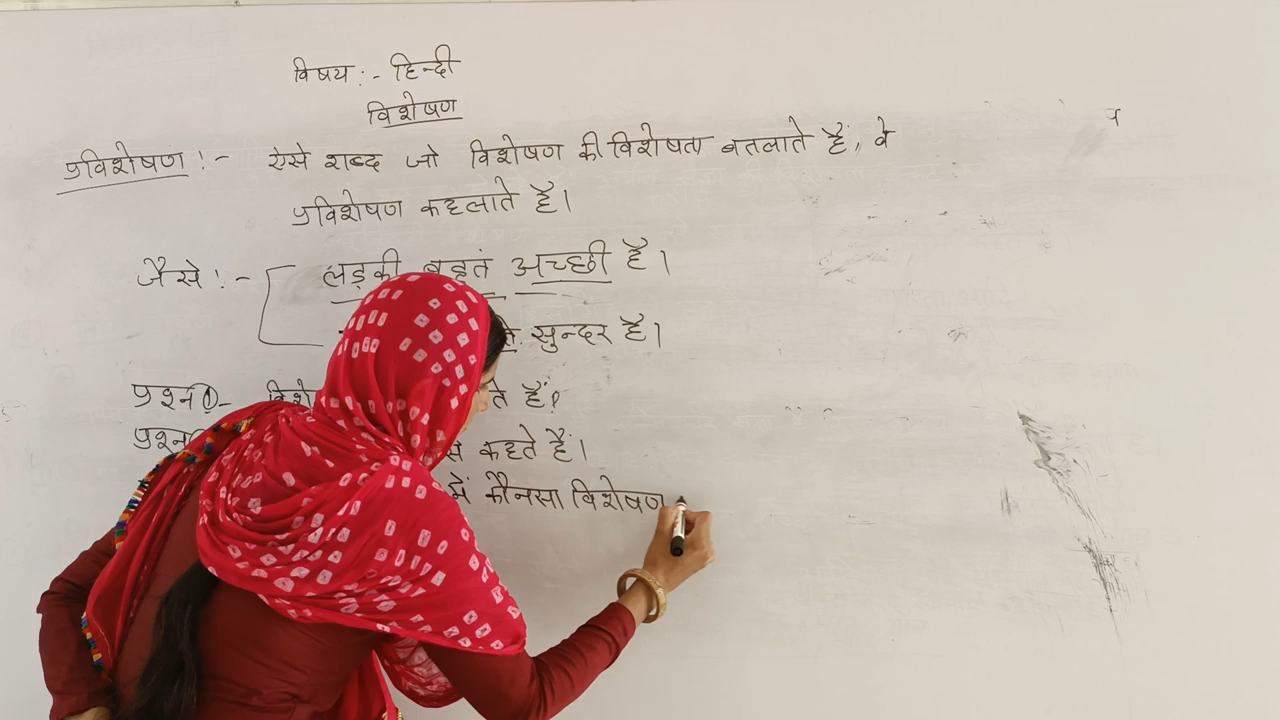 विषय :- हिन्दी
विशेषण
प्रविशेषण :- ऐसे शब्द जो विशेषण की विशेषता बतलाते हैं, वे
प्रविशेषण कहलाते हैं।
जैसे :- लड़की बहुत अच्छी है।
सुन्दर है।
प्रश्न ①- हैं?
प्रश्न कहते हैं।
में कौनसा विशेषण